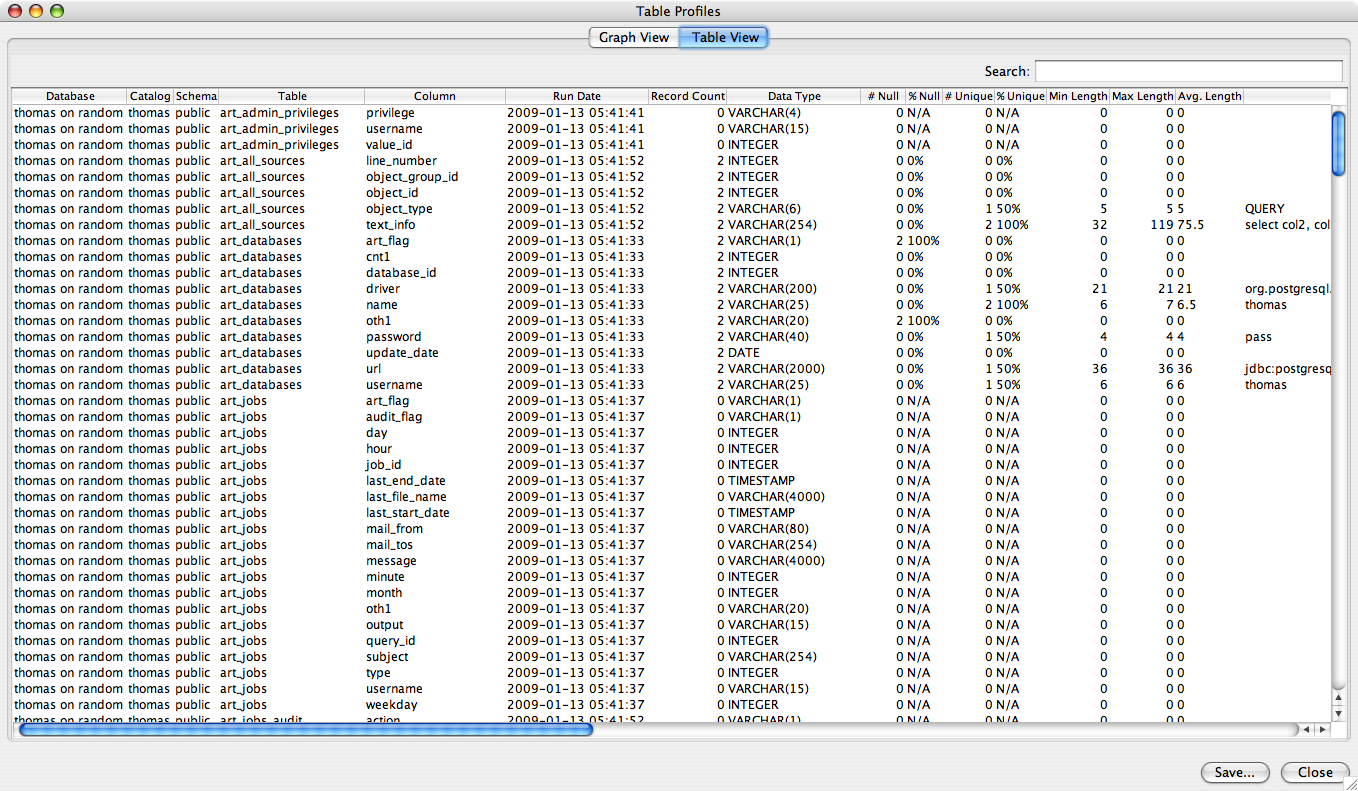 Table Profiles
Graph View Table View
Search:
Database Catalog Schema Table Column Run Date Record Count Data Type # Null % Null # Unique % Unique Min Length Max Length Avg. Length
thomas on random thomas public art_admin_privileges privilege 2009-01-13 05:41:41 0 VARCHAR(4) 0 N/A 0 N/A 0 0 0
thomas on random thomas public art_admin_privileges username 2009-01-13 05:41:41 0 VARCHAR(15) 0 N/A 0 N/A 0 0 0
thomas on random thomas public art_admin_privileges value_id 2009-01-13 05:41:41 0 INTEGER 0 N/A 0 N/A 0 0 0
thomas on random thomas public art_all_sources line_number 2009-01-13 05:41:52 2 INTEGER 0 0% 0 0% 0 0 0
thomas on random thomas public art_all_sources object_group_id 2009-01-13 05:41:52 2 INTEGER 0 0% 0 0% 0 0 0
thomas on random thomas public art_all_sources object_id 2009-01-13 05:41:52 2 INTEGER 0 0% 0 0% 0 0 0
thomas on random thomas public art_all_sources object_type 2009-01-13 05:41:52 2 VARCHAR(6) 0 0% 1 50% 5 5 5 QUERY
thomas on random thomas public art_all_sources text_info 2009-01-13 05:41:52 2 VARCHAR(254) 0 0% 2 100% 32 119 75.5 select col2, col
thomas on random thomas public art_databases art_flag 2009-01-13 05:41:33 2 VARCHAR(1) 2 100% 0 0% 0 0 0
thomas on random thomas public art_databases cnt1 2009-01-13 05:41:33 2 INTEGER 0 0% 0 0% 0 0 0
thomas on random thomas public art_databases database_id 2009-01-13 05:41:33 2 INTEGER 0 0% 0 0% 0 0 0
thomas on random thomas public art_databases driver 2009-01-13 05:41:33 2 VARCHAR(200) 0 0% 1 50% 21 21 21 org.postgresql.
thomas on random thomas public art_databases name 2009-01-13 05:41:33 2 VARCHAR(25) 0 0% 2 100% 6 7 6.5 thomas
thomas on random thomas public art_databases oth1 2009-01-13 05:41:33 2 VARCHAR(20) 2 100% 0 0% 0 0 0
thomas on random thomas public art_databases password 2009-01-13 05:41:33 2 VARCHAR(40) 0 0% 1 50% 4 4 4 pass
thomas on random thomas public art_databases update_date 2009-01-13 05:41:33 2 DATE 0 0% 0 0% 0 0 0
thomas on random thomas public art_databases url 2009-01-13 05:41:33 2 VARCHAR(2000) 0 0% 1 50% 36 36 36 jdbc:postgresq
thomas on random thomas public art_databases username 2009-01-13 05:41:33 2 VARCHAR(25) 0 0% 1 50% 6 6 6 thomas
thomas on random thomas public art_jobs art_flag 2009-01-13 05:41:37 0 VARCHAR(1) 0 N/A 0 N/A 0 0 0
thomas on random thomas public art_jobs audit_flag 2009-01-13 05:41:37 0 VARCHAR(1) 0 N/A 0 N/A 0 0 0
thomas on random thomas public art_jobs day 2009-01-13 05:41:37 0 INTEGER 0 N/A 0 N/A 0 0 0
thomas on random thomas public art_jobs hour 2009-01-13 05:41:37 0 INTEGER 0 N/A 0 N/A 0 0 0
thomas on random thomas public art_jobs job_id 2009-01-13 05:41:37 0 INTEGER 0 N/A 0 N/A 0 0 0
thomas on random thomas public art_jobs last_end_date 2009-01-13 05:41:37 0 TIMESTAMP 0 N/A 0 N/A 0 0 0
thomas on random thomas public art_jobs last_file_name 2009-01-13 05:41:37 0 VARCHAR(4000) 0 N/A 0 N/A 0 0 0
thomas on random thomas public art_jobs last_start_date 2009-01-13 05:41:37 0 TIMESTAMP 0 N/A 0 N/A 0 0 0
thomas on random thomas public art_jobs mail_from 2009-01-13 05:41:37 0 VARCHAR(80) 0 N/A 0 N/A 0 0 0
thomas on random thomas public art_jobs mail_tos 2009-01-13 05:41:37 0 VARCHAR(254) 0 N/A 0 N/A 0 0 0
thomas on random thomas public art_jobs message 2009-01-13 05:41:37 0 VARCHAR(4000) 0 N/A 0 N/A 0 0 0
thomas on random thomas public art_jobs minute 2009-01-13 05:41:37 0 INTEGER 0 N/A 0 N/A 0 0 0
thomas on random thomas public art_jobs month 2009-01-13 05:41:37 0 INTEGER 0 N/A 0 N/A 0 0 0
thomas on random thomas public art_jobs oth1 2009-01-13 05:41:37 0 VARCHAR(20) 0 N/A 0 N/A 0 0 0
thomas on random thomas public art_jobs output 2009-01-13 05:41:37 0 VARCHAR(15) 0 N/A 0 N/A 0 0 0
thomas on random thomas public art_jobs query_id 2009-01-13 05:41:37 0 INTEGER 0 N/A 0 N/A 0 0 0
thomas on random thomas public art_jobs subject 2009-01-13 05:41:37 0 VARCHAR(254) 0 N/A 0 N/A 0 0 0
thomas on random thomas public art_jobs type 2009-01-13 05:41:37 0 INTEGER 0 N/A 0 N/A 0 0 0
thomas on random thomas public art_jobs username 2009-01-13 05:41:37 0 VARCHAR(15) 0 N/A 0 N/A 0 0 0
thomas on random thomas public art_jobs weekday 2009-01-13 05:41:37 0 INTEGER 0 N/A 0 N/A 0 0 0
thomas on random thomas public art_jobs_audit action 2009-01-13 05:41:52 0 VARCHAR(1) 0 N/A 0 N/A 0 0 0
Save... Close